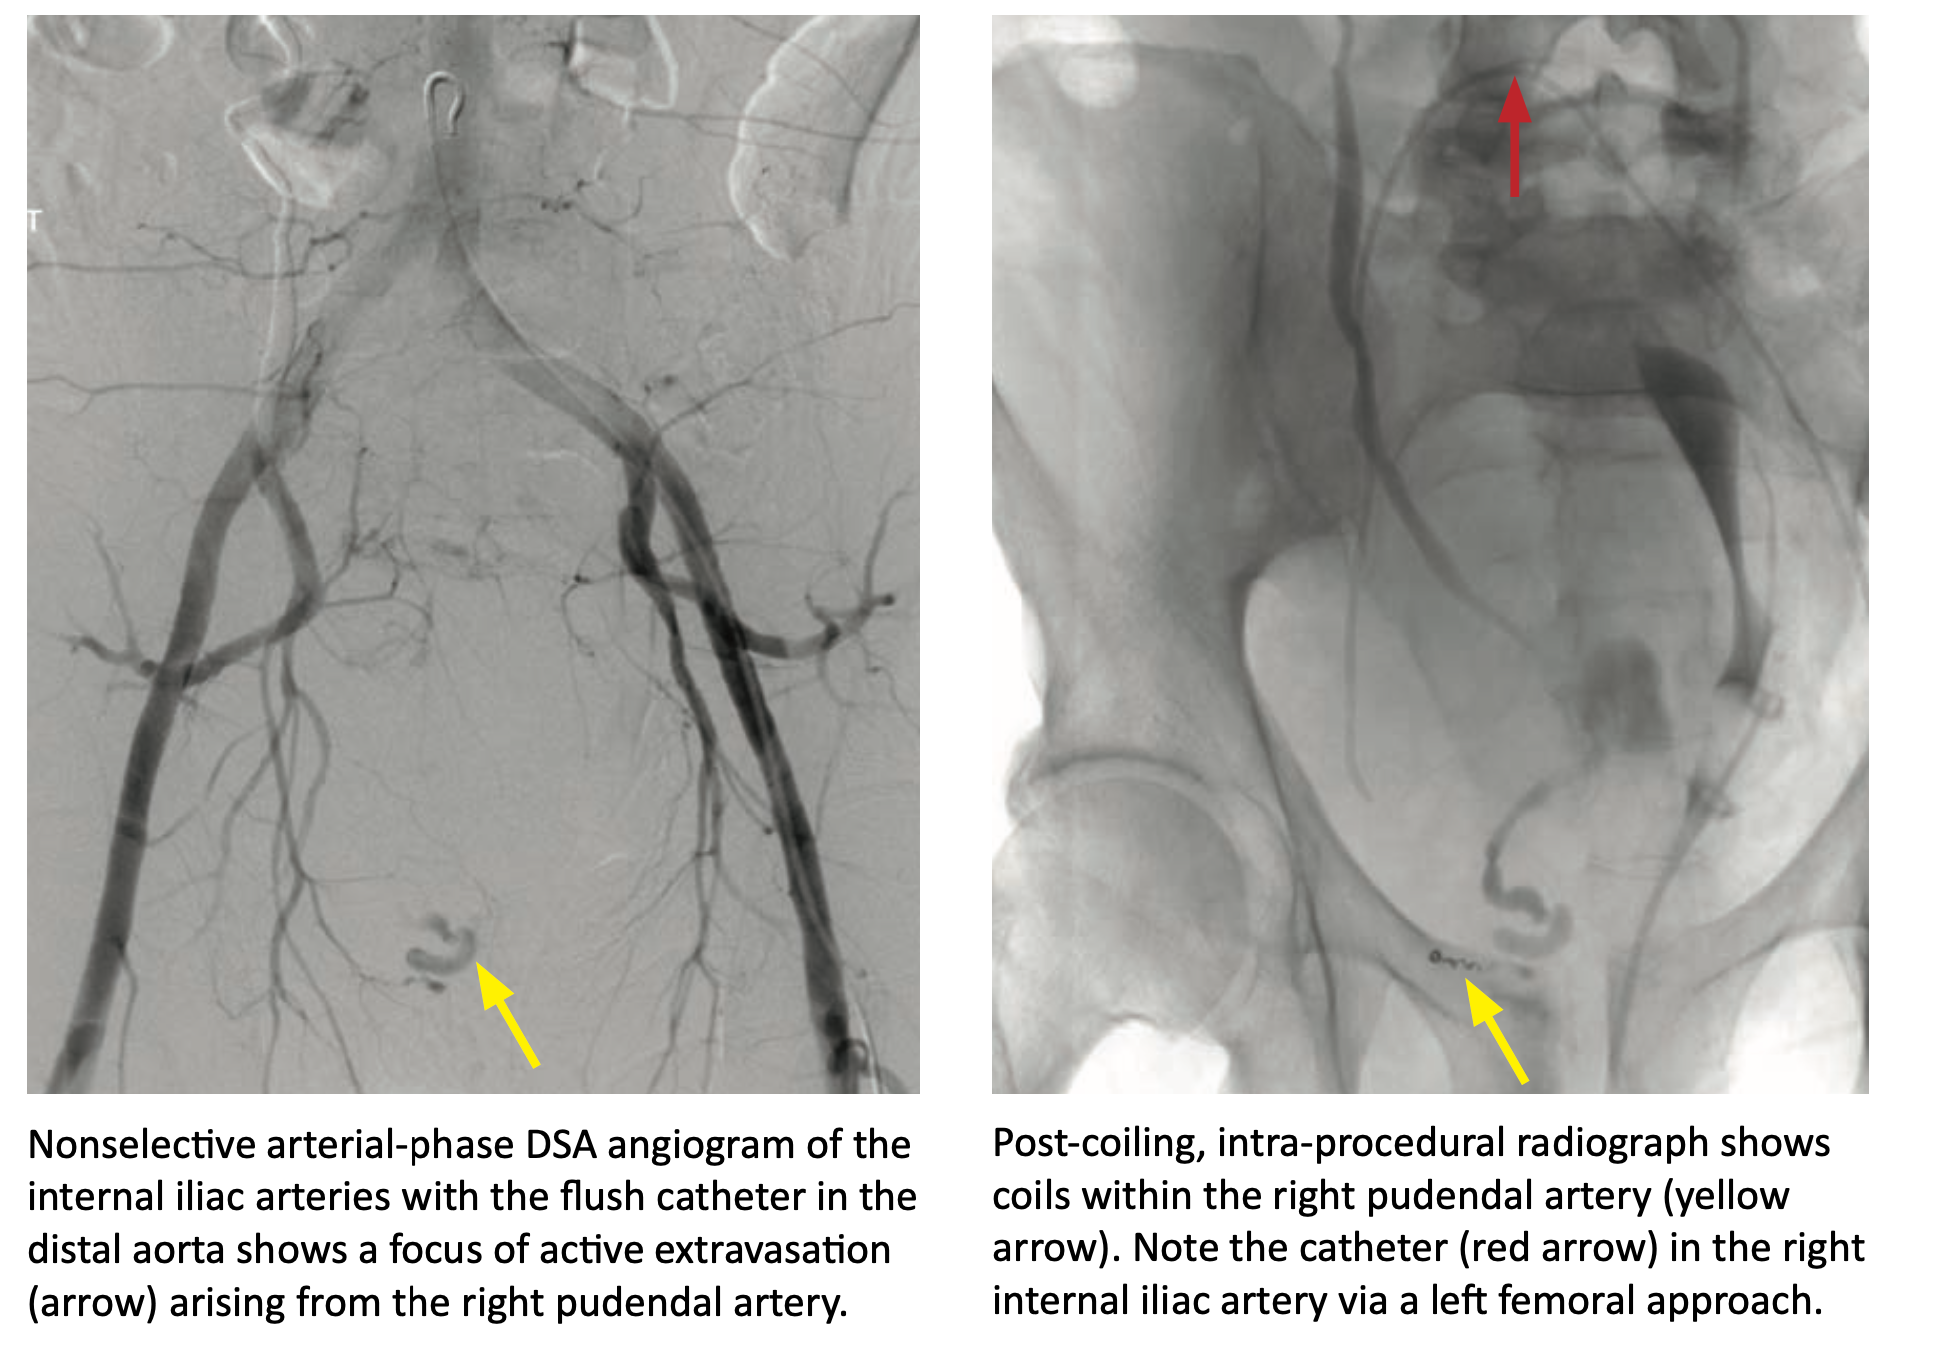 T
Nonselective arterial-phase DSA angiogram of the
internal iliac arteries with the flush catheter in the
distal aorta shows a focus of active extravasation
(arrow) arising from the right pudendal artery.
Post-coiling, intra-procedural radiograph shows
coils within the right pudendal artery (yellow
arrow). Note the catheter (red arrow) in the right
internal iliac artery via a left femoral approach.